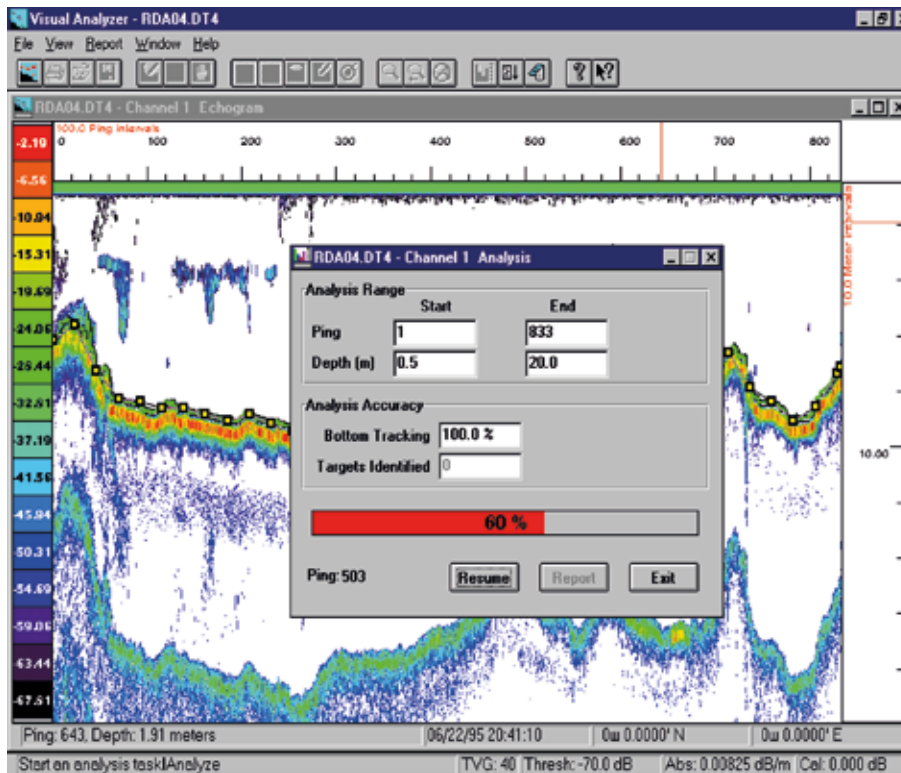 Visual Analyzer - RDA04.DT4
File View Report Window Help
RDA04.DT4 - Channel 1 Echogram
100.0 Ping intervals
0 100 200 300 400 500 600 700 800
-2.19
-6.56
-10.94
-15.31
-19.69
-24.06
-28.44
-32.81
-37.19
-41.56
-45.94
-50.31
-54.69
-59.06
-63.44
-67.81
10.0 Meter intervals
10.00
RDA04.DT4 - Channel 1 Analysis
Analysis Range
Start End
Ping 1 833
Depth (m) 0.5 20.0
Analysis Accuracy
Bottom Tracking 100.0 %
Targets Identified 0
60 %
Ping: 503
Resume Report Exit
Ping: 643, Depth: 1.91 meters 06/22/95 20:41:10 0ш 0.0000' N 0ш 0.0000' E
Start an analysis task|Analyze TVG: 40 Thresh: -70.0 dB Abs: 0.00825 dB/m Cal: 0.000 dB